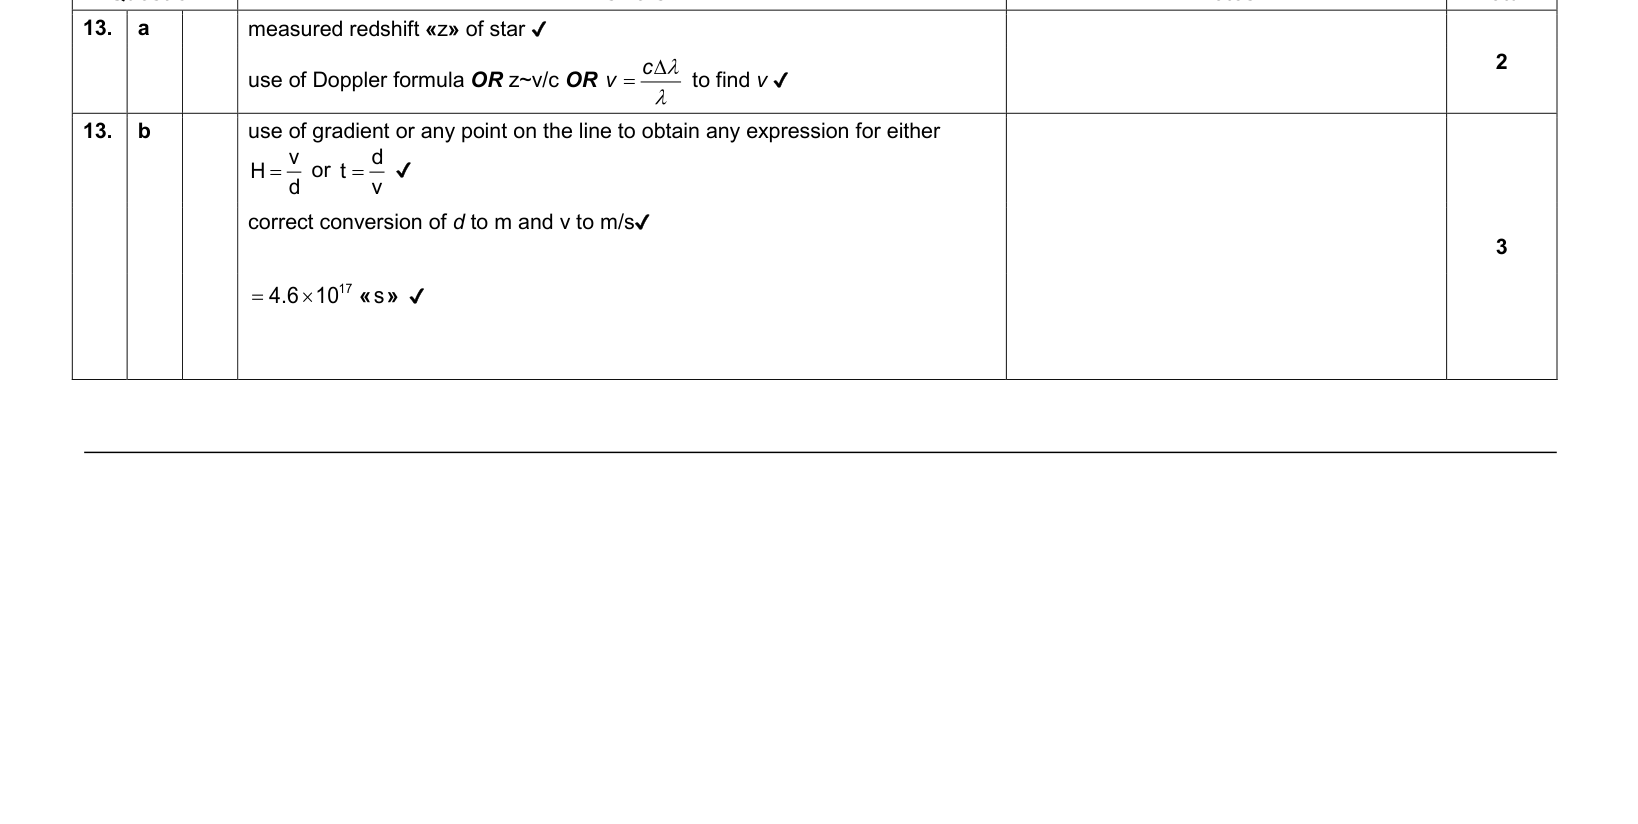 13. a measured redshift «z» of star ✓
use of Doppler formula OR z~v/c OR v = cΔλ/λ to find v ✓
2
13. b use of gradient or any point on the line to obtain any expression for either
H = v/d or t = d/v ✓
correct conversion of d to m and v to m/s✓
3
= 4.6×10¹⁷ «s» ✓